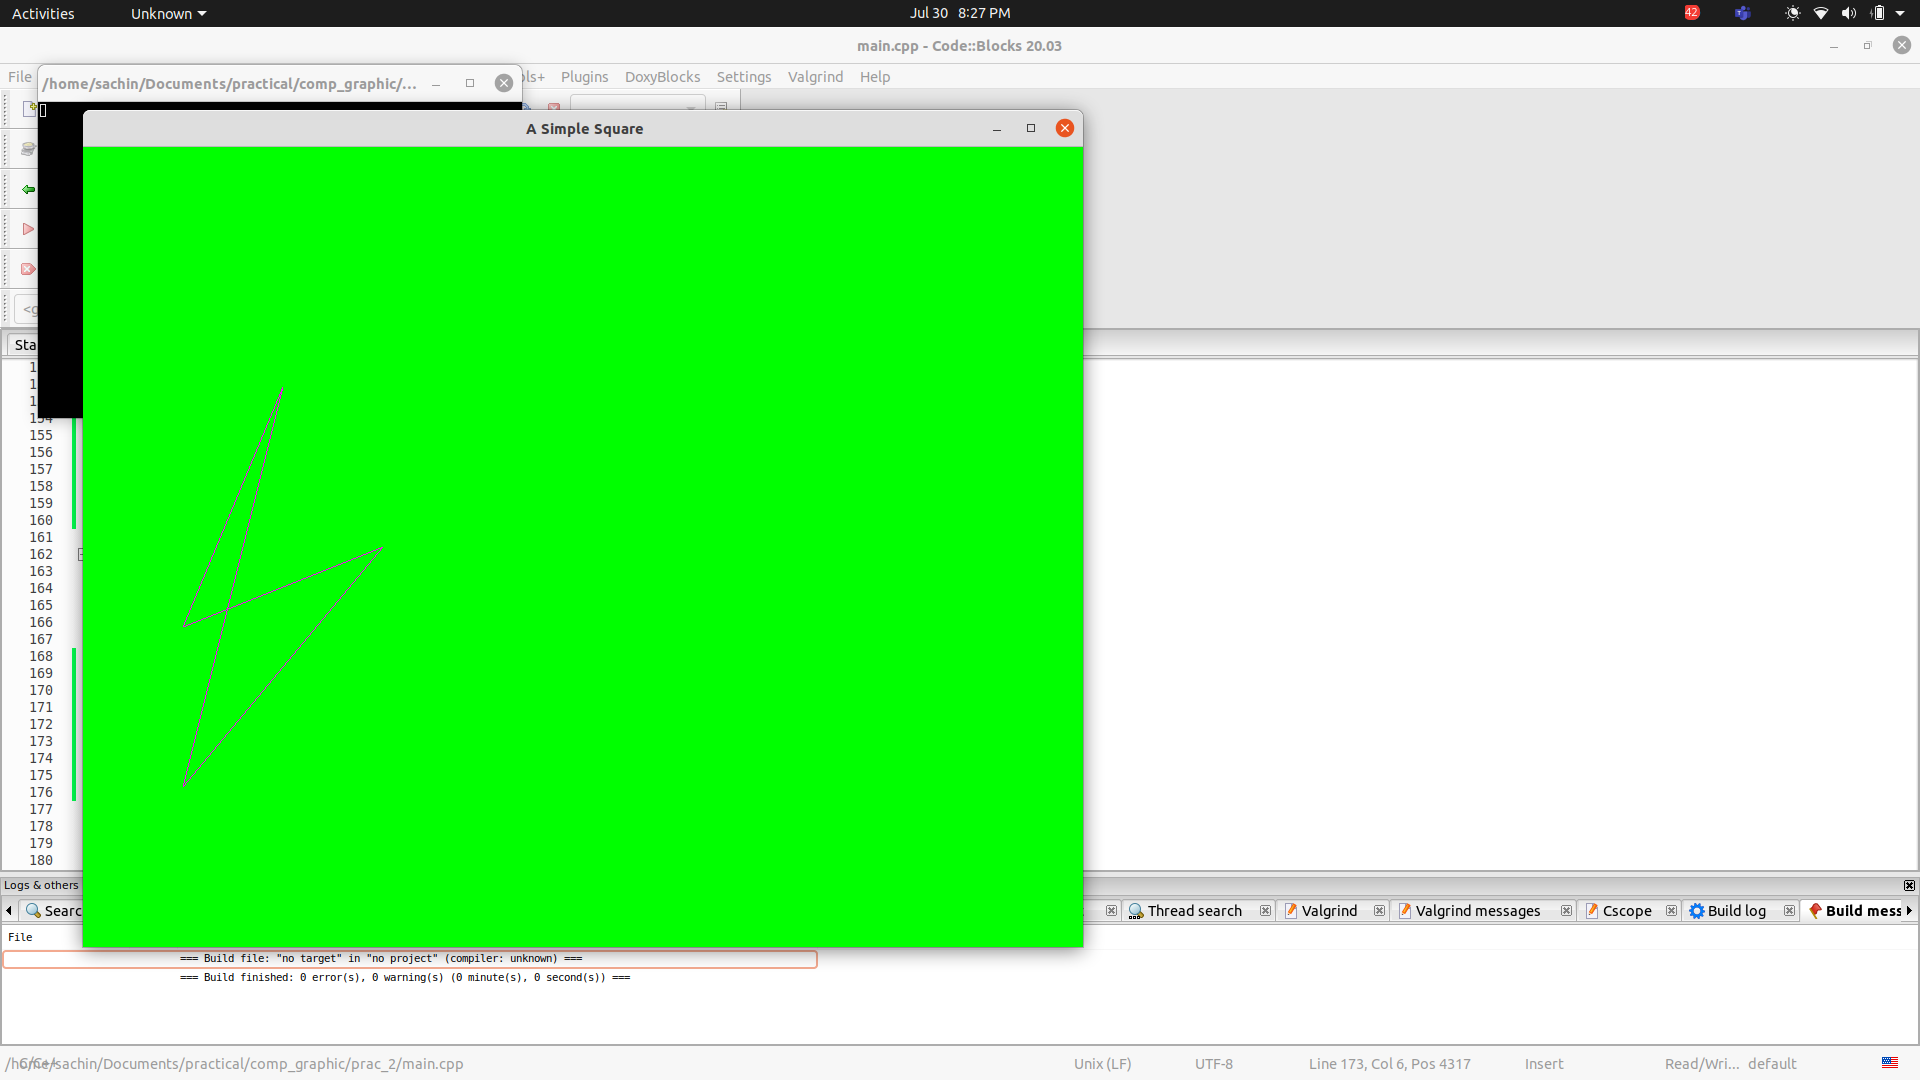 Activities Unknown Jul 30 8:27 PM 42
main.cpp - Code::Blocks 20.03
File ols+ Plugins DoxyBlocks Settings Valgrind Help
/home/sachin/Documents/practical/comp_graphic/...
A Simple Square
<g
Sta
154
155
156
157
158
159
160
161
162
163
164
165
166
167
168
169
170
171
172
173
174
175
176
177
178
179
180
Logs & others
Searc Thread search Valgrind Valgrind messages Cscope Build log Build mess
File
=== Build file: "no target" in "no project" (compiler: unknown) ===
=== Build finished: 0 error(s), 0 warning(s) (0 minute(s), 0 second(s)) ===
/home/sachin/Documents/practical/comp_graphic/prac_2/main.cpp Unix (LF) UTF-8 Line 173, Col 6, Pos 4317 Insert Read/Wri... default